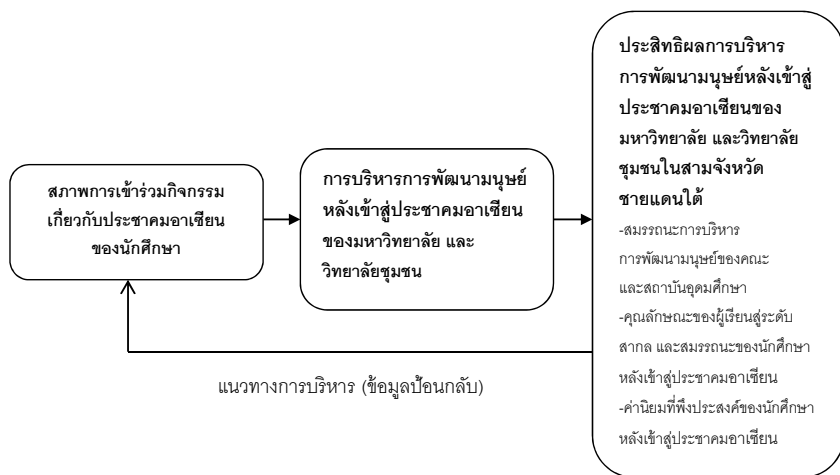 สภาพการเข้าร่วมกิจกรรม
เกี่ยวกับประชาคมอาเซียน
ของนักศึกษา
การบริหารการพัฒนามนุษย์
หลังเข้าสู่ประชาคมอาเซียน
ของมหาวิทยาลัย และ
วิทยาลัยชุมชน
ประสิทธิผลการบริหาร
การพัฒนามนุษย์หลังเข้าสู่
ประชาคมอาเซียนของ
มหาวิทยาลัย และวิทยาลัย
ชุมชนในสามจังหวัด
ชายแดนใต้
-สมรรถนะการบริหาร
การพัฒนามนุษย์ของคณะ
และสถาบันอุดมศึกษา
-คุณลักษณะของผู้เรียนสู่ระดับ
สากล และสมรรถนะของนักศึกษา
หลังเข้าสู่ประชาคมอาเซียน
-ค่านิยมที่พึงประสงค์ของนักศึกษา
หลังเข้าสู่ประชาคมอาเซียน
แนวทางการบริหาร (ข้อมูลป้อนกลับ)